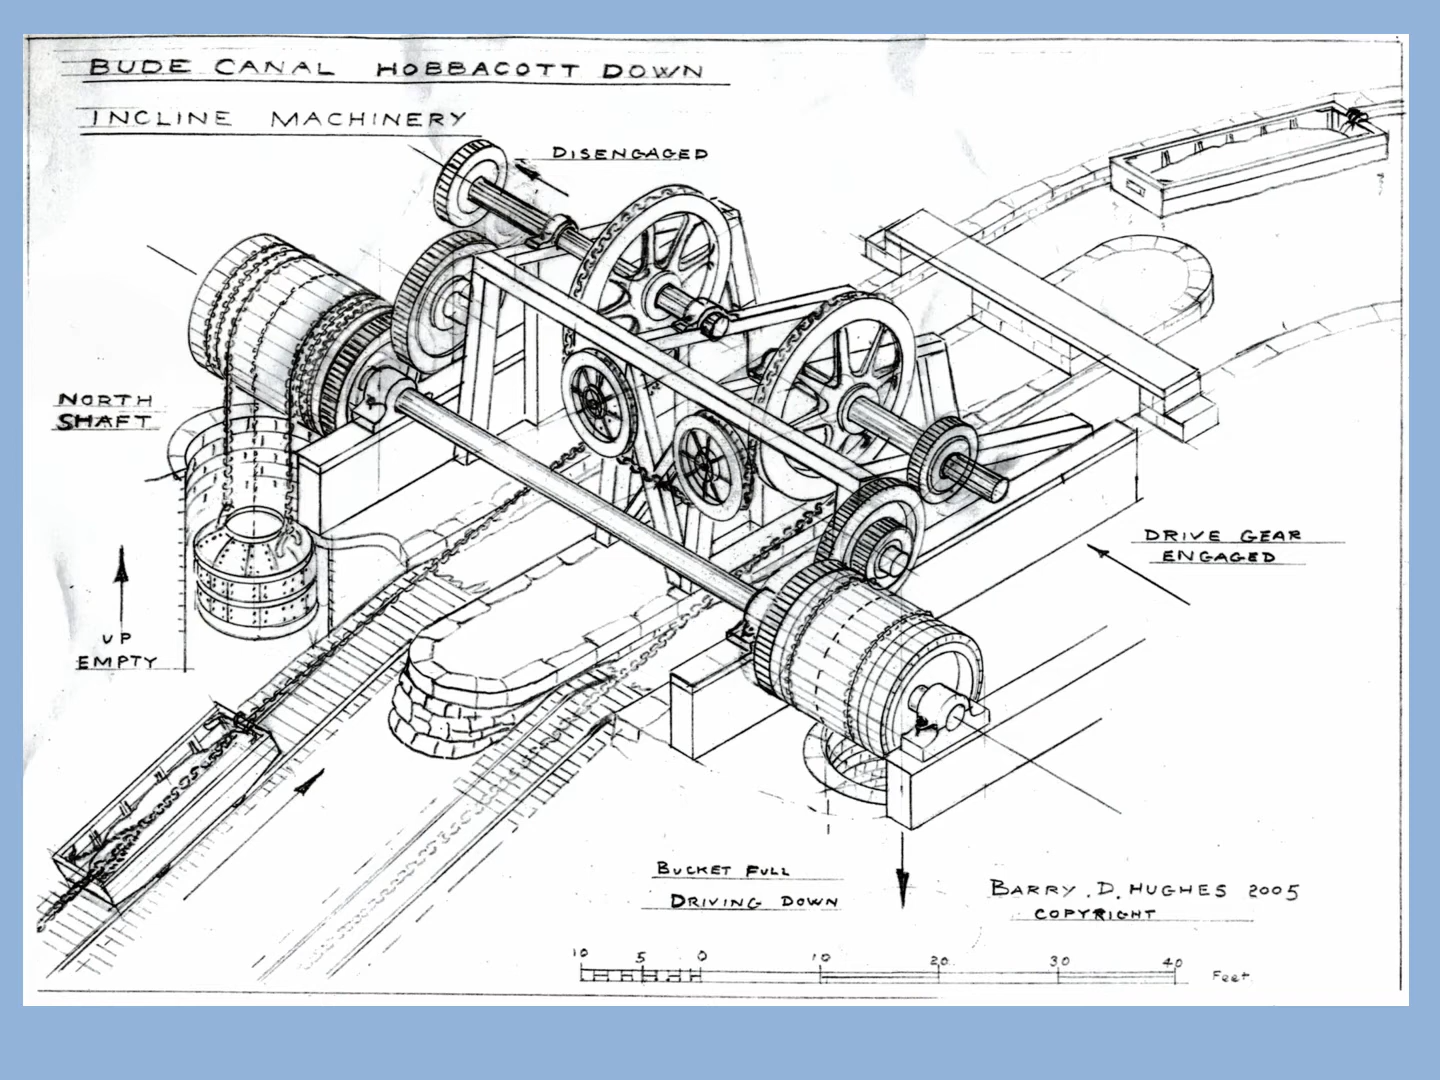 BUDE CANAL HOBBACOTT DOWN
INCLINE MACHINERY
DISENGAGED
NORTH
SHAFT
UP
EMPTY
DRIVE GEAR
ENGAGED
BUCKET FULL
DRIVING DOWN
BARRY.D.HUGHES 2005
COPYRIGHT
10 5 0 10 20 30 40 Feet